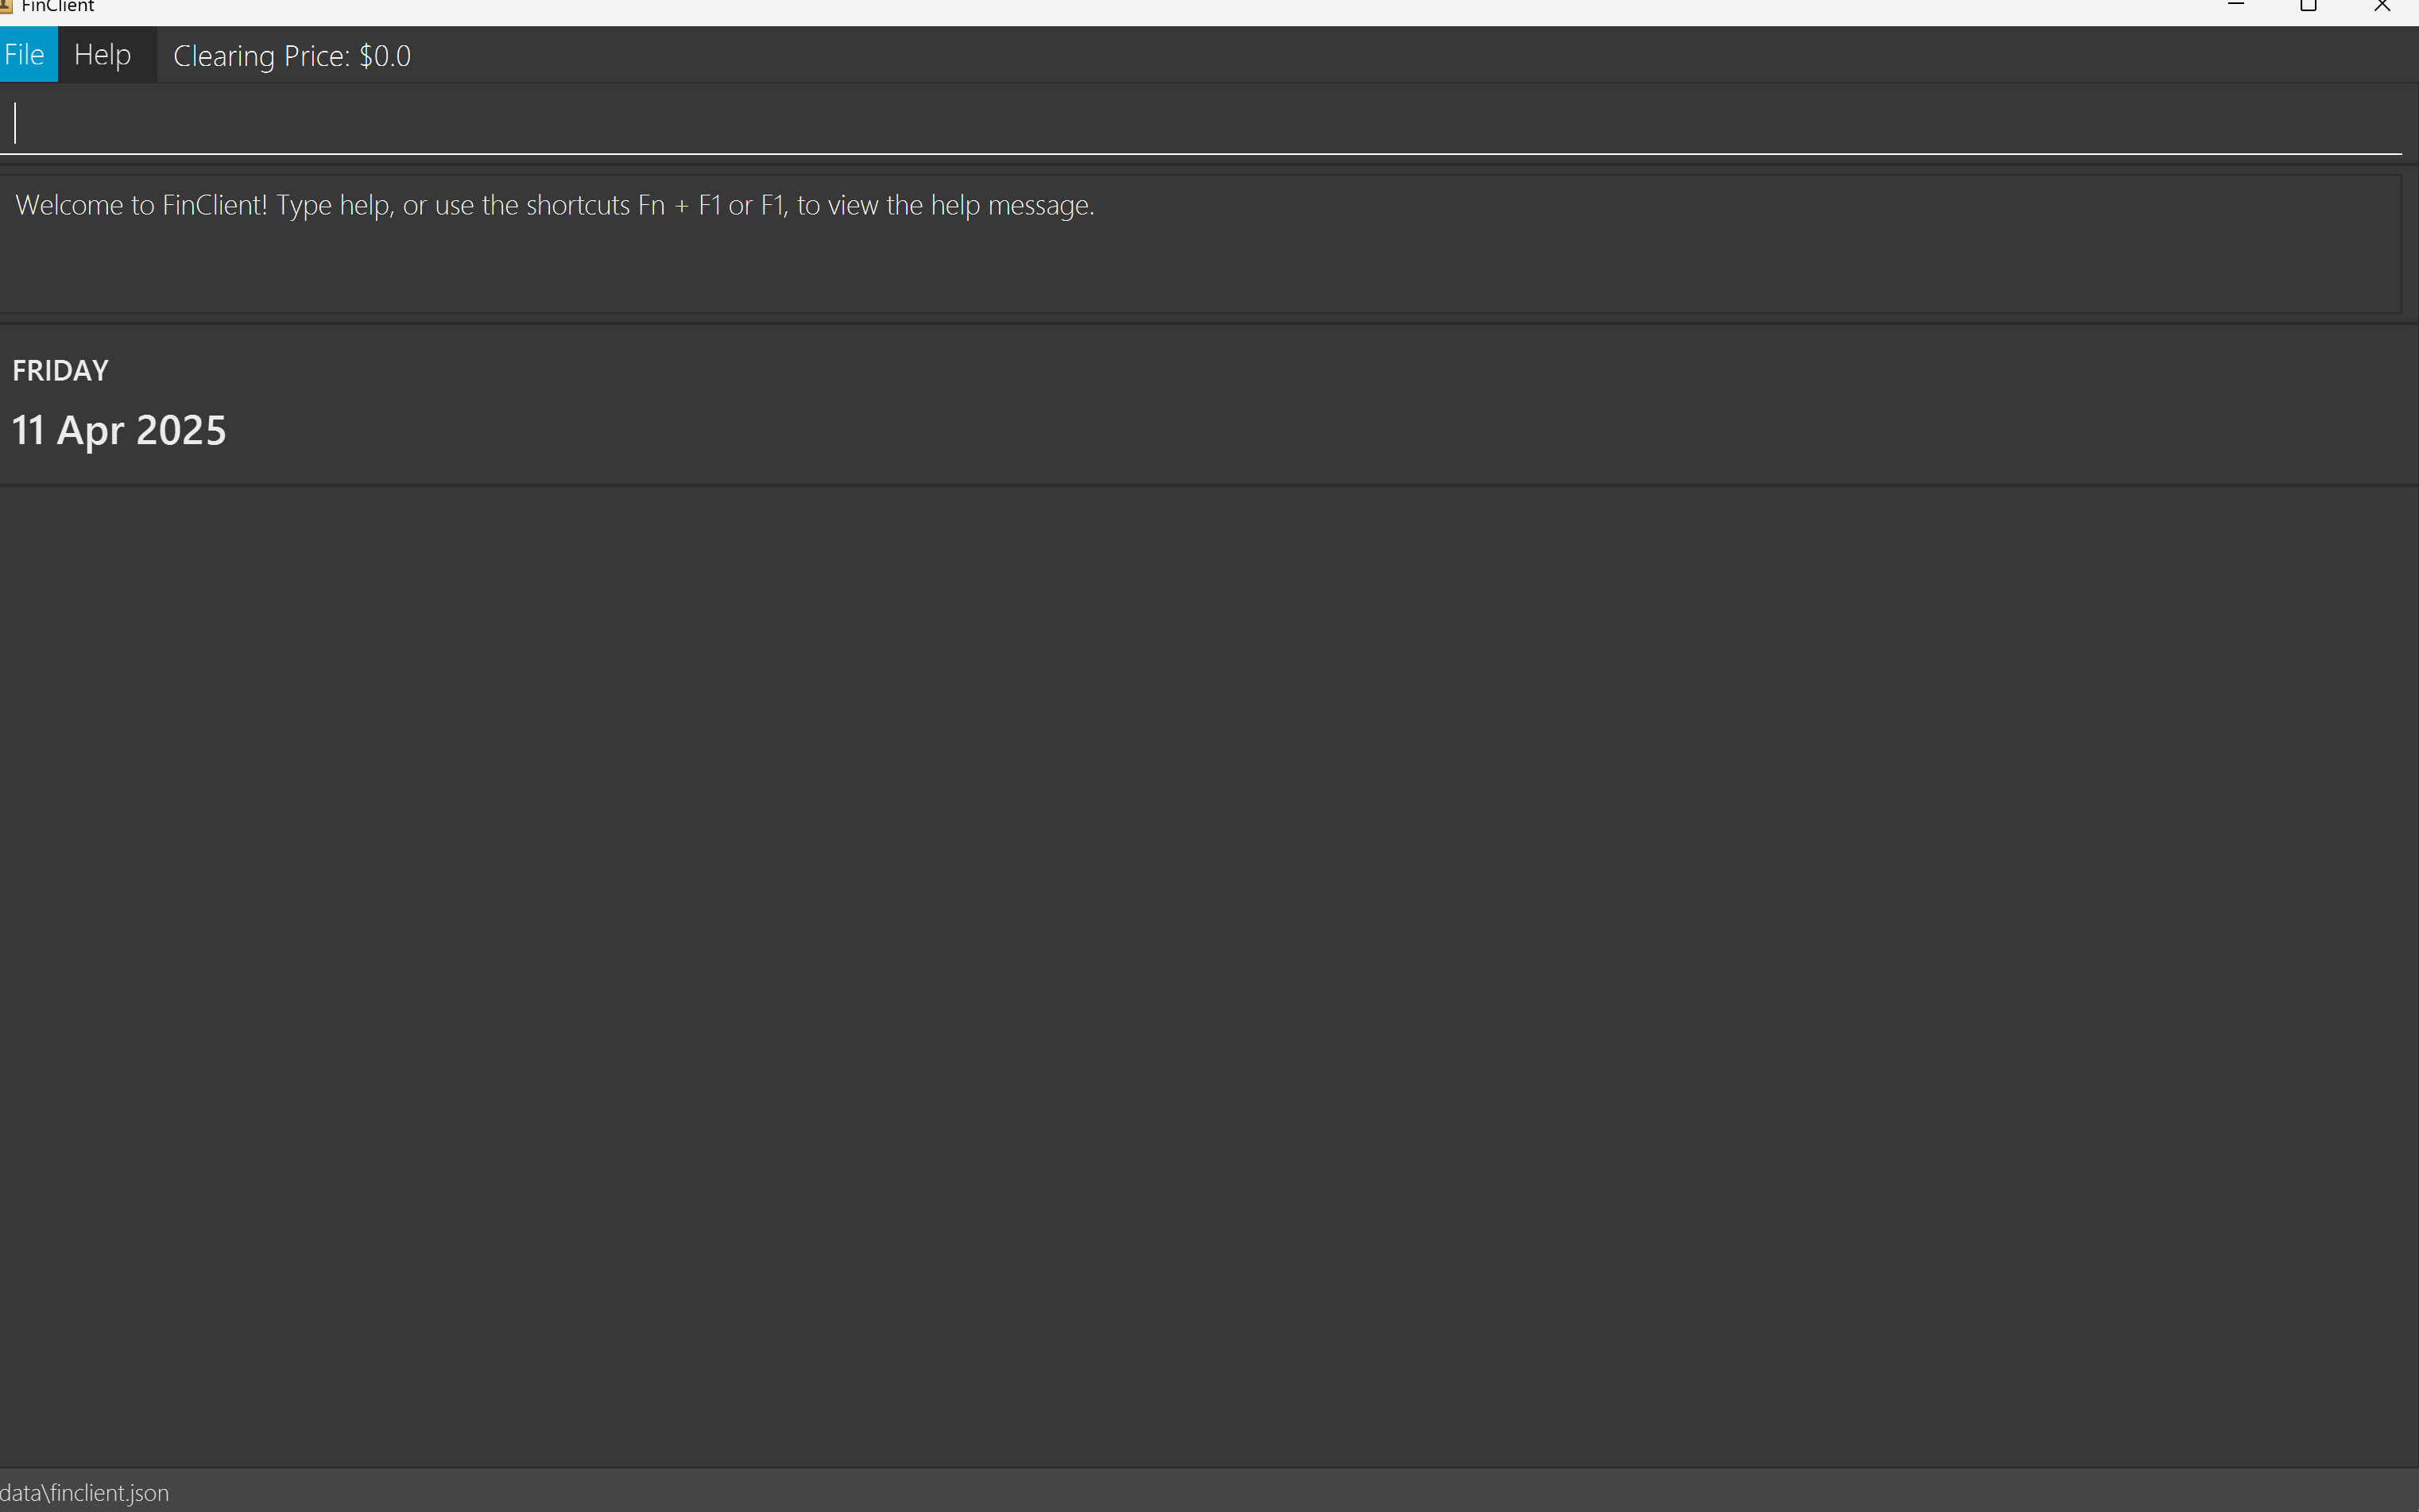 FinClient
File Help Clearing Price: $0.0
Welcome to FinClient! Type help, or use the shortcuts Fn + F1 or F1, to view the help message.
FRIDAY
11 Apr 2025
data\finclient.json